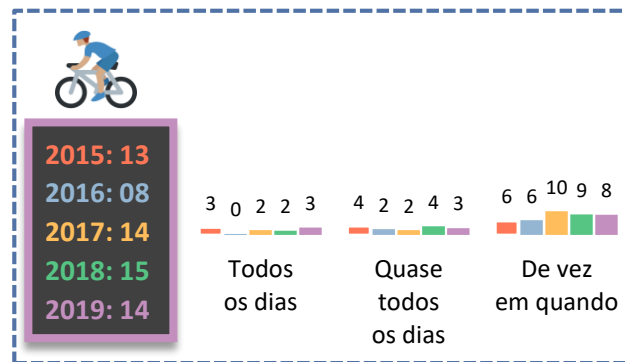 2015: 13
2016: 08
2017: 14
2018: 15
2019: 14
3 0 2 2 3
Todos
os dias
4 2 2 4 3
Quase
todos
os dias
6 6 10 9 8
De vez
em quando